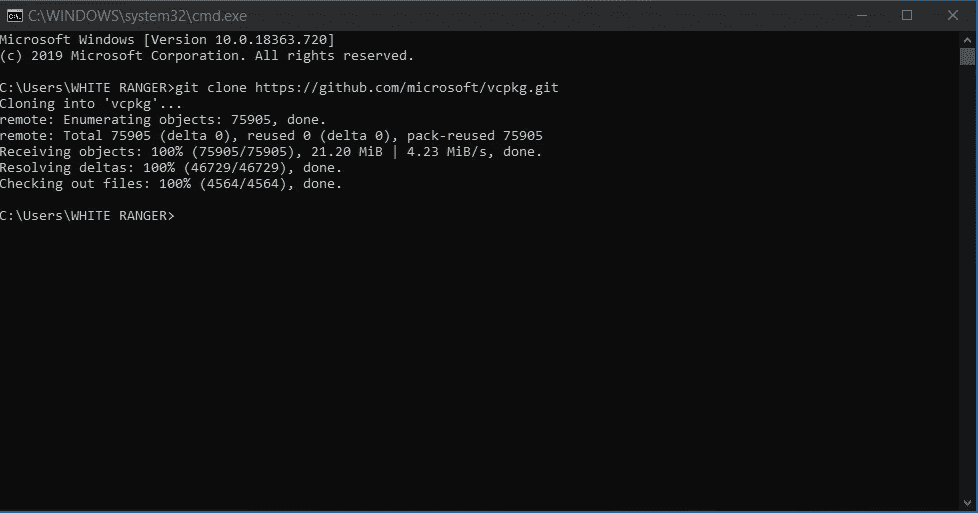 C:\WINDOWS\system32\cmd.exe
Microsoft Windows [Version 10.0.18363.720]
(c) 2019 Microsoft Corporation. All rights reserved.
C:\Users\WHITE RANGER>git clone https://github.com/microsoft/vcpkg.git
Cloning into 'vcpkg'...
remote: Enumerating objects: 75905, done.
remote: Total 75905 (delta 0), reused 0 (delta 0), pack-reused 75905
Receiving objects: 100% (75905/75905), 21.20 MiB | 4.23 MiB/s, done.
Resolving deltas: 100% (46729/46729), done.
Checking out files: 100% (4564/4564), done.
C:\Users\WHITE RANGER>